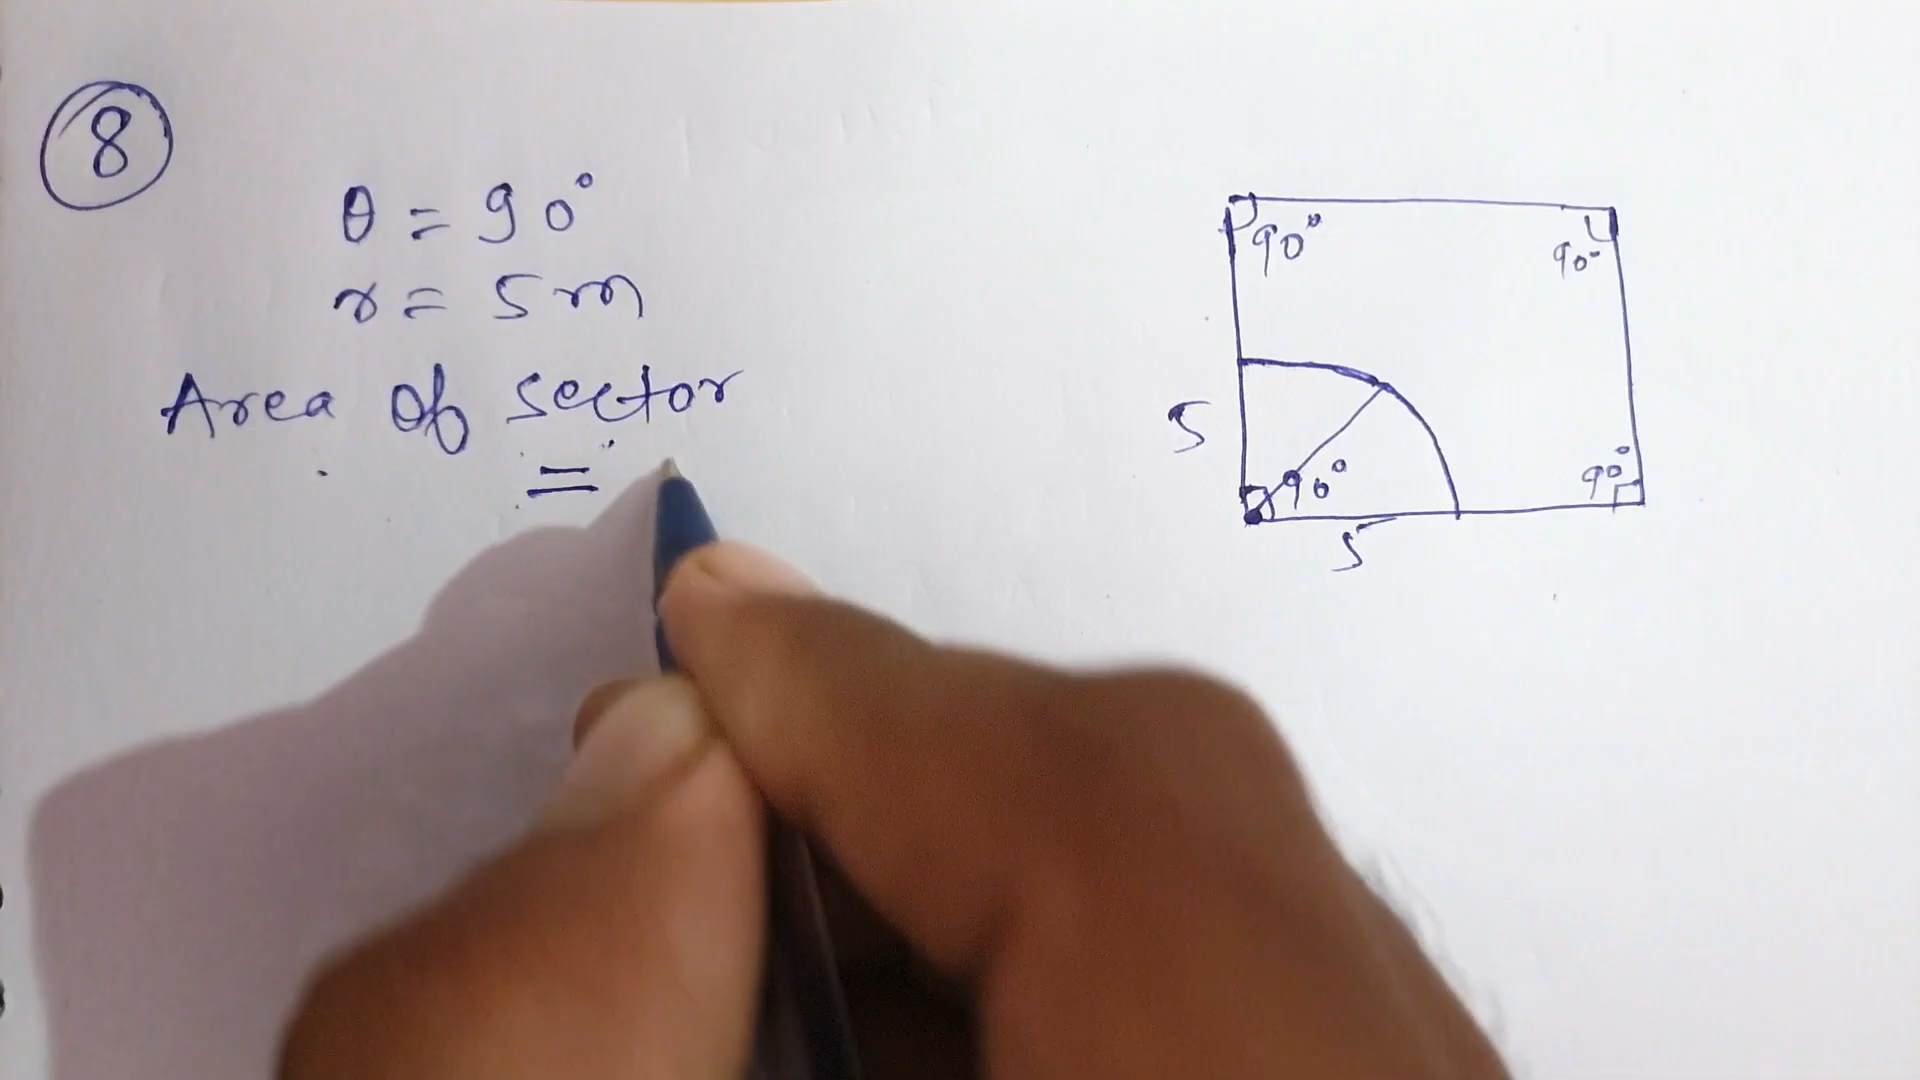 8
θ = 90°
r = 5m
Area of sector
=
90°
90°
5
90°
90°
5